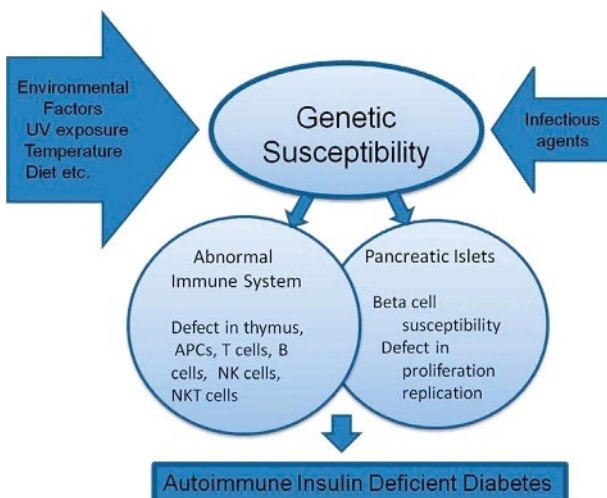 Environmental
Factors
UV exposure
Temperature
Diet etc.
Genetic
Susceptibility
Infectious
agents
Abnormal
Immune System
Defect in thymus,
APCs, T cells, B
cells, NK cells,
NKT cells
Pancreatic Islets
Beta cell
susceptibility
Defect in
proliferation
replication
Autoimmune Insulin Deficient Diabetes